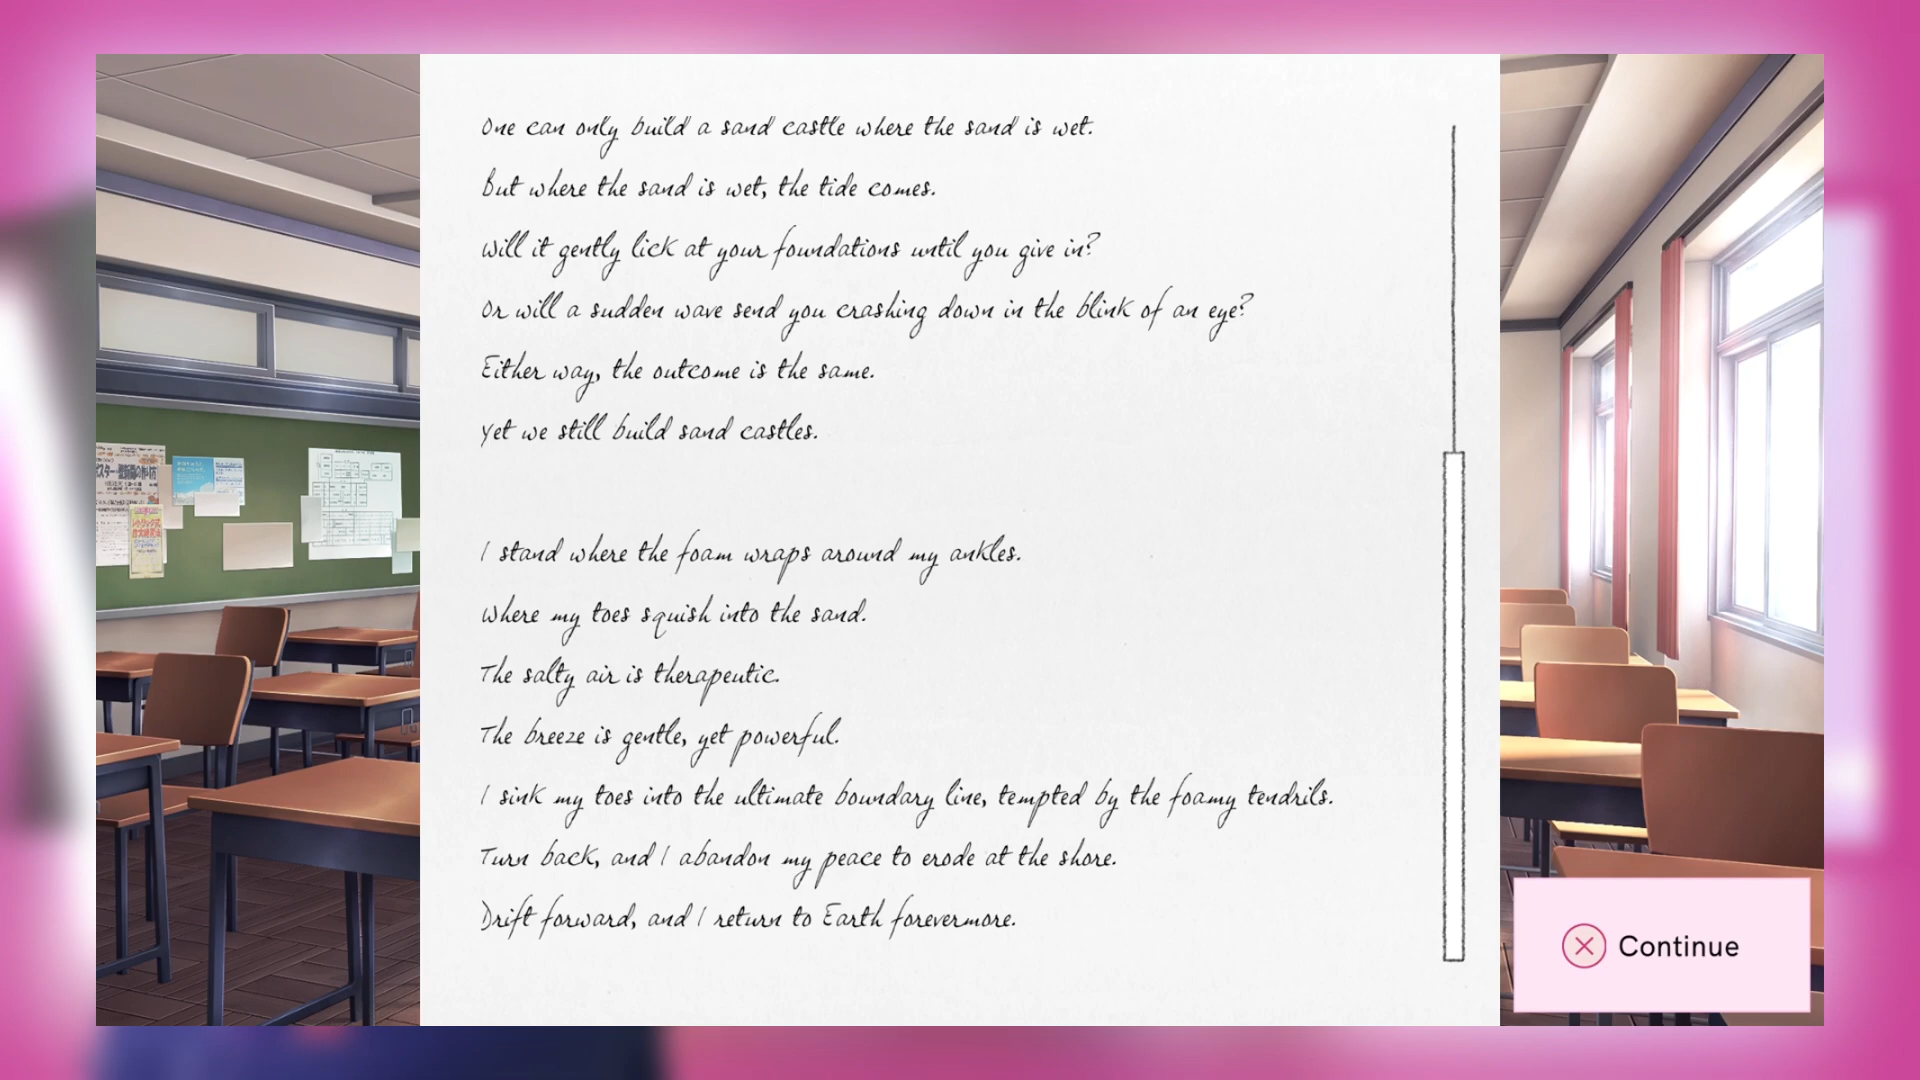 One can only build a sand castle where the sand is wet.
But where the sand is wet, the tide comes.
Will it gently lick at your foundations until you give in?
Or will a sudden wave send you crashing down in the blink of an eye?
Either way, the outcome is the same.
Yet we still build sand castles.
I stand where the foam wraps around my ankles.
Where my toes squish into the sand.
The salty air is therapeutic.
The breeze is gentle, yet powerful.
I sink my toes into the ultimate boundary line, tempted by the foamy tendrils.
Turn back, and I abandon my peace to erode at the shore.
Drift forward, and I return to Earth forevermore.
Continue